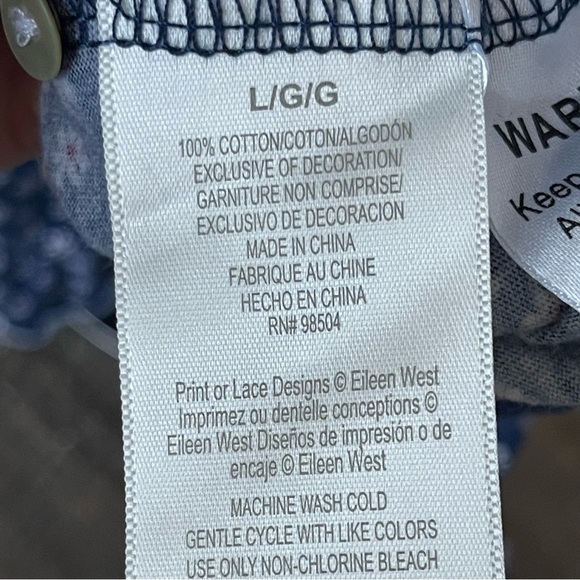 L/G/G
100% COTTON/COTON/ALGODÓN
EXCLUSIVE OF DECORATION/
GARNITURE NON COMPRISE/
EXCLUSIVO DE DECORACION
MADE IN CHINA
FABRIQUE AU CHINE
HECHO EN CHINA
RN# 98504
Print or Lace Designs © Eileen West
Imprimez ou dentelle conceptions ©
Eileen West Diseños de impresión o de
encaje © Eileen West
MACHINE WASH COLD
GENTLE CYCLE WITH LIKE COLORS
USE ONLY NON-CHLORINE BLEACH
Keep